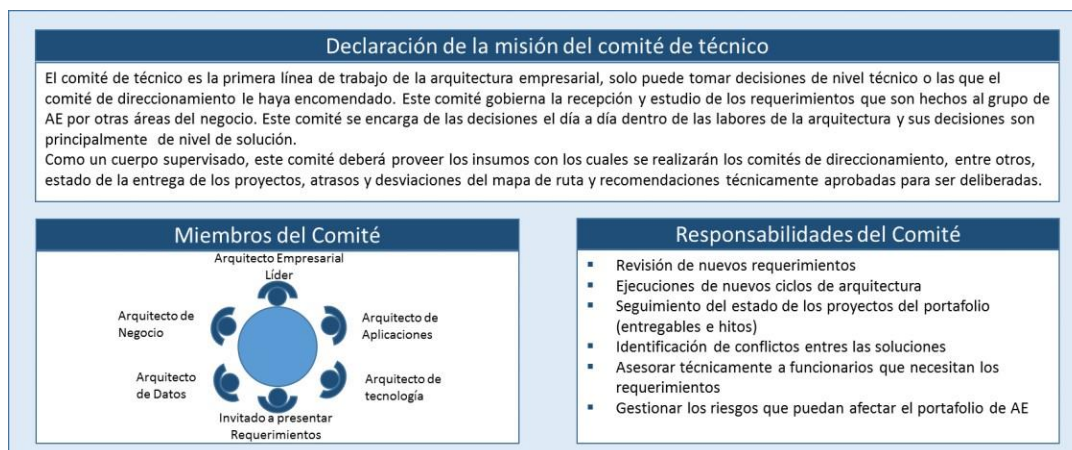 Declaración de la misión del comité de técnico
El comité de técnico es la primera línea de trabajo de la arquitectura empresarial, solo puede tomar decisiones de nivel técnico o las que el
comité de direccionamiento le haya encomendado. Este comité gobierna la recepción y estudio de los requerimientos que son hechos al grupo de
AE por otras áreas del negocio. Este comité se encarga de las decisiones el día a día dentro de las labores de la arquitectura y sus decisiones son
principalmente de nivel de solución.
Como un cuerpo supervisado, este comité deberá proveer los insumos con los cuales se realizarán los comités de direccionamiento, entre otros,
estado de la entrega de los proyectos, atrasos y desviaciones del mapa de ruta y recomendaciones técnicamente aprobadas para ser deliberadas.
Miembros del Comité
Arquitecto Empresarial
Líder
Arquitecto de
Negocio
Arquitecto de
Aplicaciones
Arquitecto
de Datos
Arquitecto de
tecnología
Invitado a presentar
Requerimientos
Responsabilidades del Comité
▪ Revisión de nuevos requerimientos
▪ Ejecuciones de nuevos ciclos de arquitectura
▪ Seguimiento del estado de los proyectos del portafolio
(entregables e hitos)
▪ Identificación de conflictos entres las soluciones
▪ Asesorar técnicamente a funcionarios que necesitan los
requerimientos
▪ Gestionar los riesgos que puedan afectar el portafolio de AE